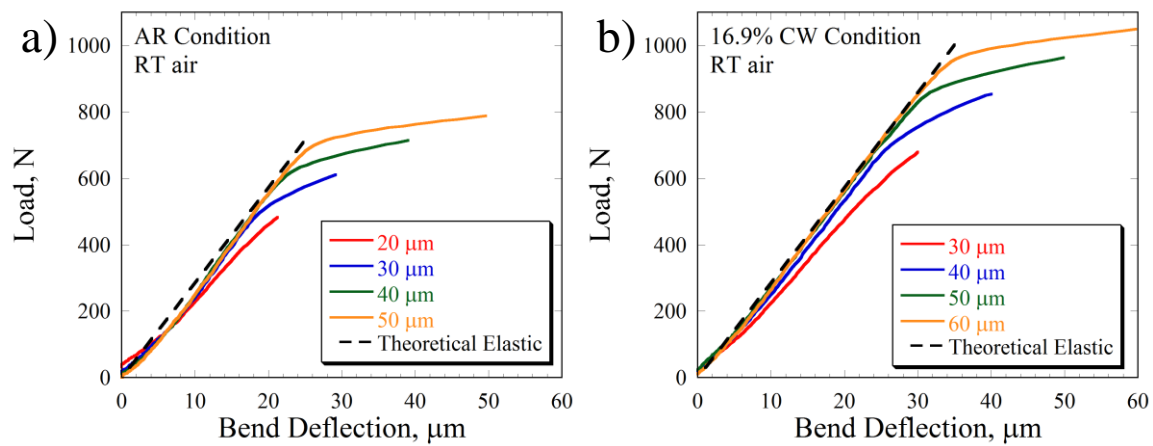 a)
AR Condition
RT air
Load, N
1000
800
600
400
200
0
20 μm
30 μm
40 μm
50 μm
Theoretical Elastic
0 10 20 30 40 50 60
Bend Deflection, μm
b)
16.9% CW Condition
RT air
Load, N
1000
800
600
400
200
0
30 μm
40 μm
50 μm
60 μm
Theoretical Elastic
0 10 20 30 40 50 60
Bend Deflection, μm